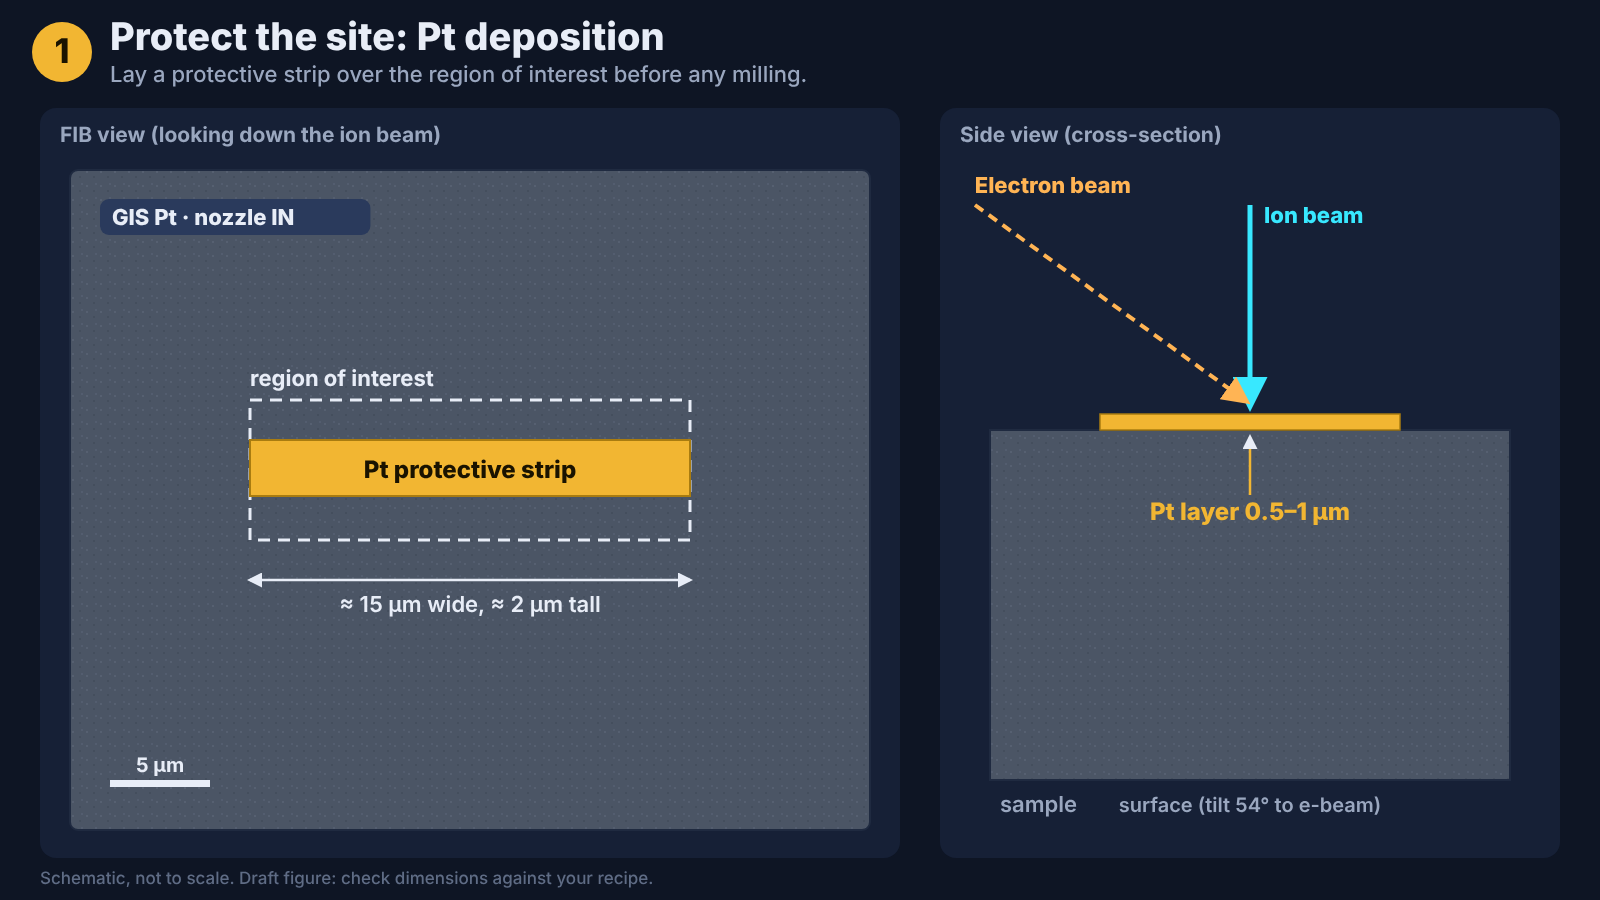 1
Protect the site: Pt deposition
Lay a protective strip over the region of interest before any milling.
FIB view (looking down the ion beam)
GIS Pt · nozzle IN
region of interest
Pt protective strip
≈ 15 µm wide, ≈ 2 µm tall
5 µm
Side view (cross-section)
Electron beam
Ion beam
Pt layer 0.5–1 µm
sample
surface (tilt 54° to e-beam)
Schematic, not to scale. Draft figure: check dimensions against your recipe.